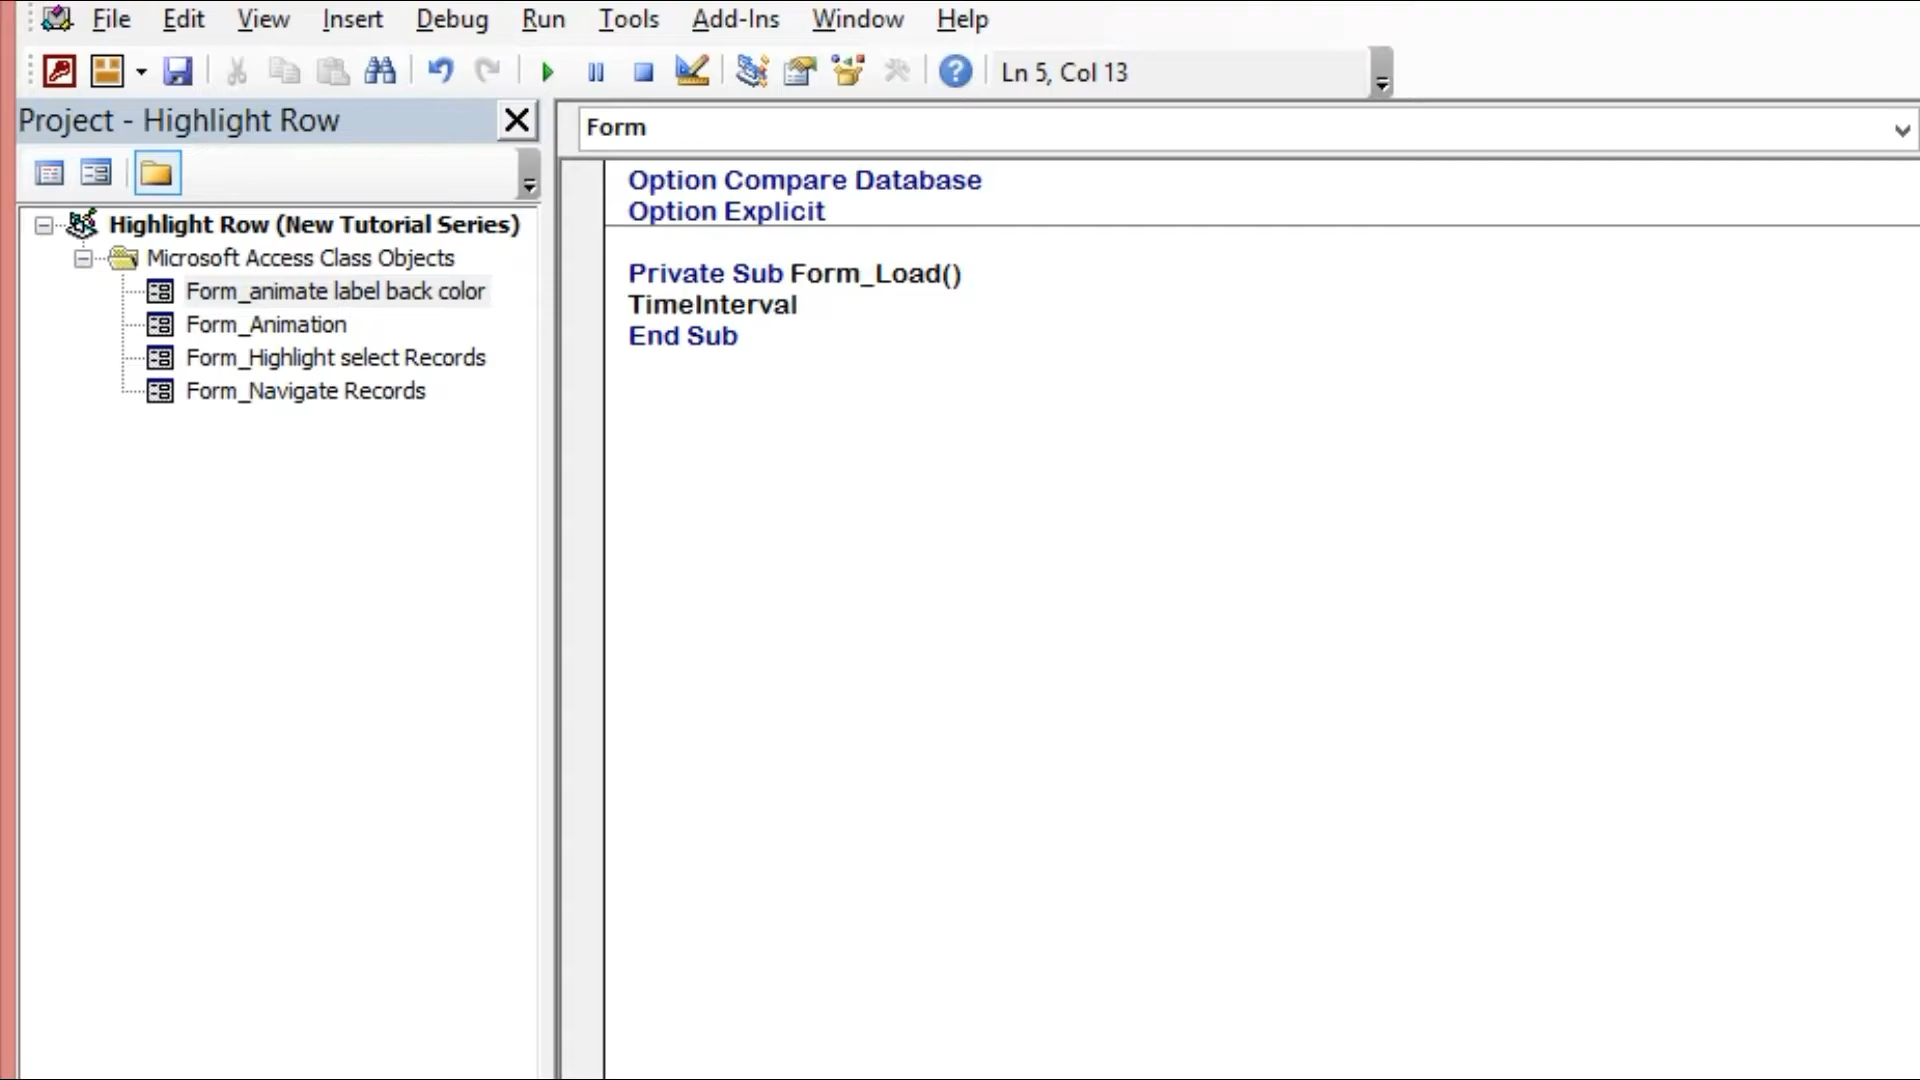 File Edit View Insert Debug Run Tools Add-Ins Window Help
Ln 5, Col 13
Project - Highlight Row
Form
Highlight Row (New Tutorial Series)
Microsoft Access Class Objects
Form_animate label back color
Form_Animation
Form_Highlight select Records
Form_Navigate Records
Option Compare Database
Option Explicit
Private Sub Form_Load()
TimeInterval
End Sub